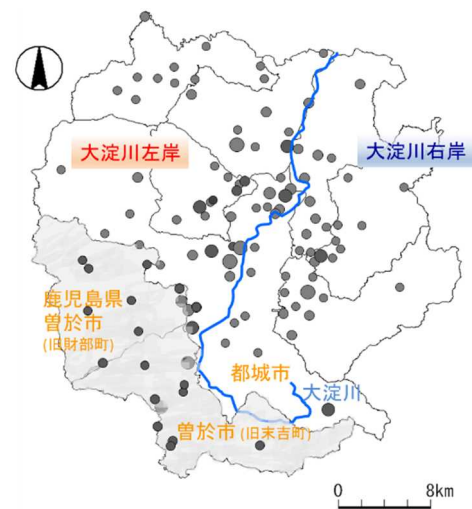 大淀川左岸
大淀川右岸
鹿児島県
曽於市
(旧財部町)
都城市
大淀川
曽於市(旧末吉町)
0 8km